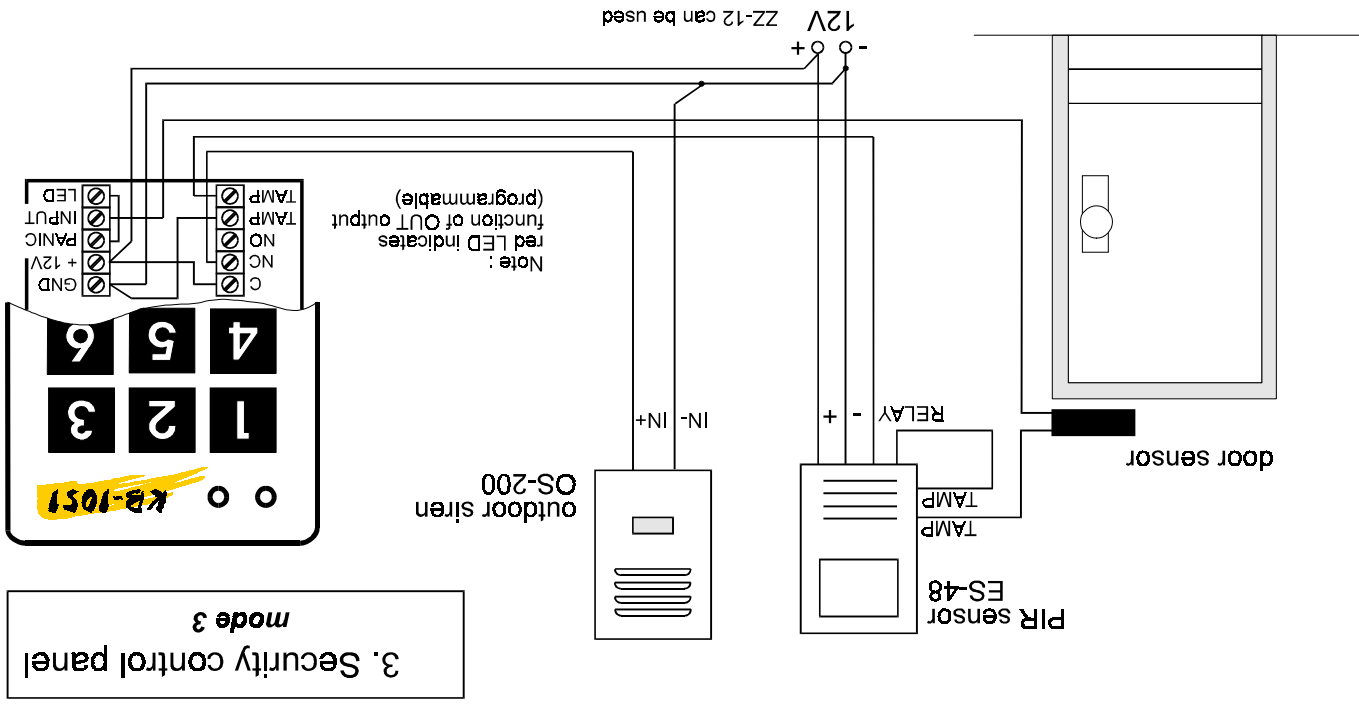 3. Security control panel
mode 3
PIR sensor
ES-48
TAMP
TAMP
RELAY
-
+
door sensor
outdoor siren
OS-200
IN-
IN+
1
2
3
4
5
6
C
NC
NO
TAMP
TAMP
GND
+ 12V
PANIC
INPUT
LED
Note :
red LED indicates
function of OUT output
(programmable)
-
+
12V
ZZ-12 can be used